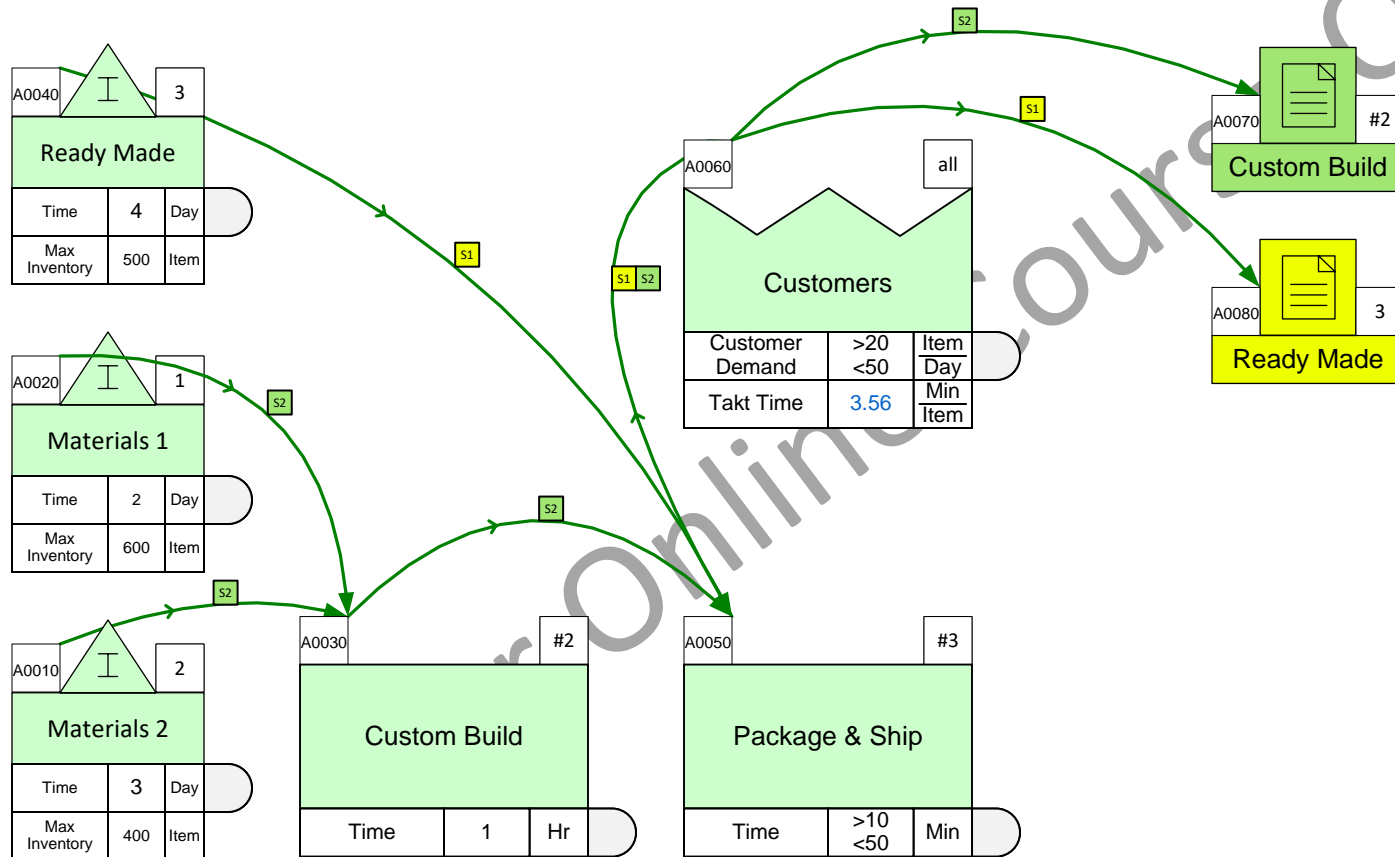 S2
A0040
I
3
Ready Made
Time 4 Day
Max Inventory 500 Item
S1
S1
A0070
#2
Custom Build
A0060
all
Customers
Customer Demand >20 <50 Item Day
Takt Time 3.56 Min Item
A0080
3
Ready Made
S1 S2
A0020
I
1
Materials 1
Time 2 Day
Max Inventory 600 Item
S2
S2
S2
A0010
I
2
Materials 2
Time 3 Day
Max Inventory 400 Item
A0030
#2
Custom Build
Time 1 Hr
A0050
#3
Package & Ship
Time >10 <50 Min